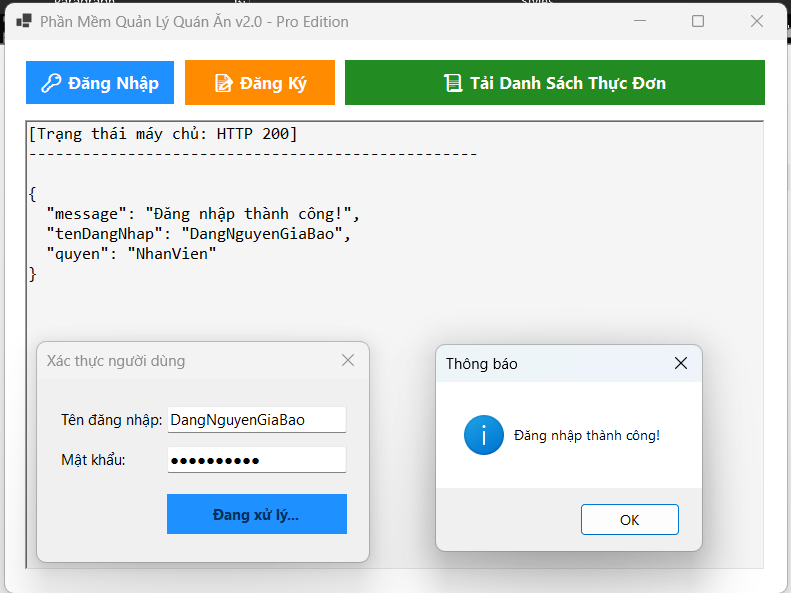 Phần Mềm Quản Lý Quán Ăn v2.0 - Pro Edition
Đăng Nhập
Đăng Ký
Tải Danh Sách Thực Đơn
[Trạng thái máy chủ: HTTP 200]
--------------------------------------------------
{
"message": "Đăng nhập thành công!",
"tenDangNhap": "DangNguyenGiaBao",
"quyen": "NhanVien"
}
Xác thực người dùng
Tên đăng nhập: DangNguyenGiaBao
Mật khẩu: ●●●●●●●●●●
Đang xử lý...
Thông báo
Đăng nhập thành công!
OK